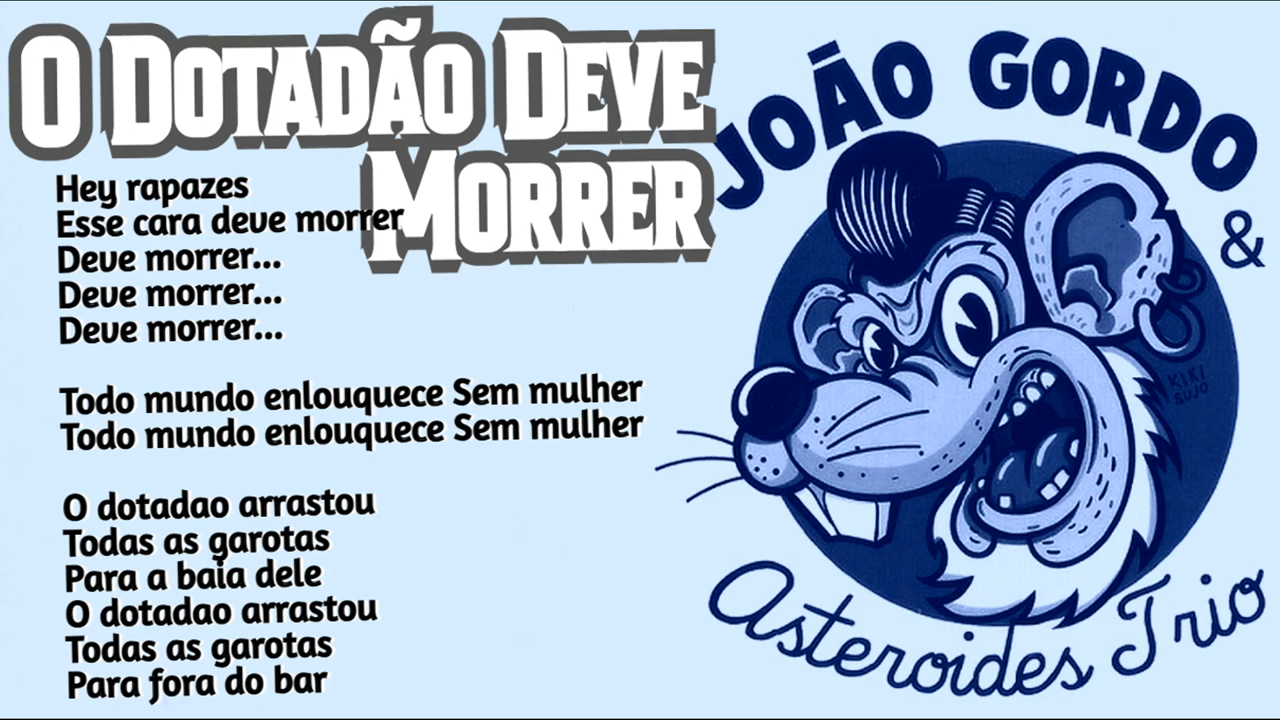 O DOTADÃO DEVE
MORRER
Hey rapazes
Esse cara deve morrer
Deve morrer...
Deve morrer...
Deve morrer...
Todo mundo enlouquece Sem mulher
Todo mundo enlouquece Sem mulher
O dotadao arrastou
Todas as garotas
Para a baia dele
O dotadao arrastou
Todas as garotas
Para fora do bar
JOÃO GORDO
&
KIKI
SUJO
Asteroides Trio